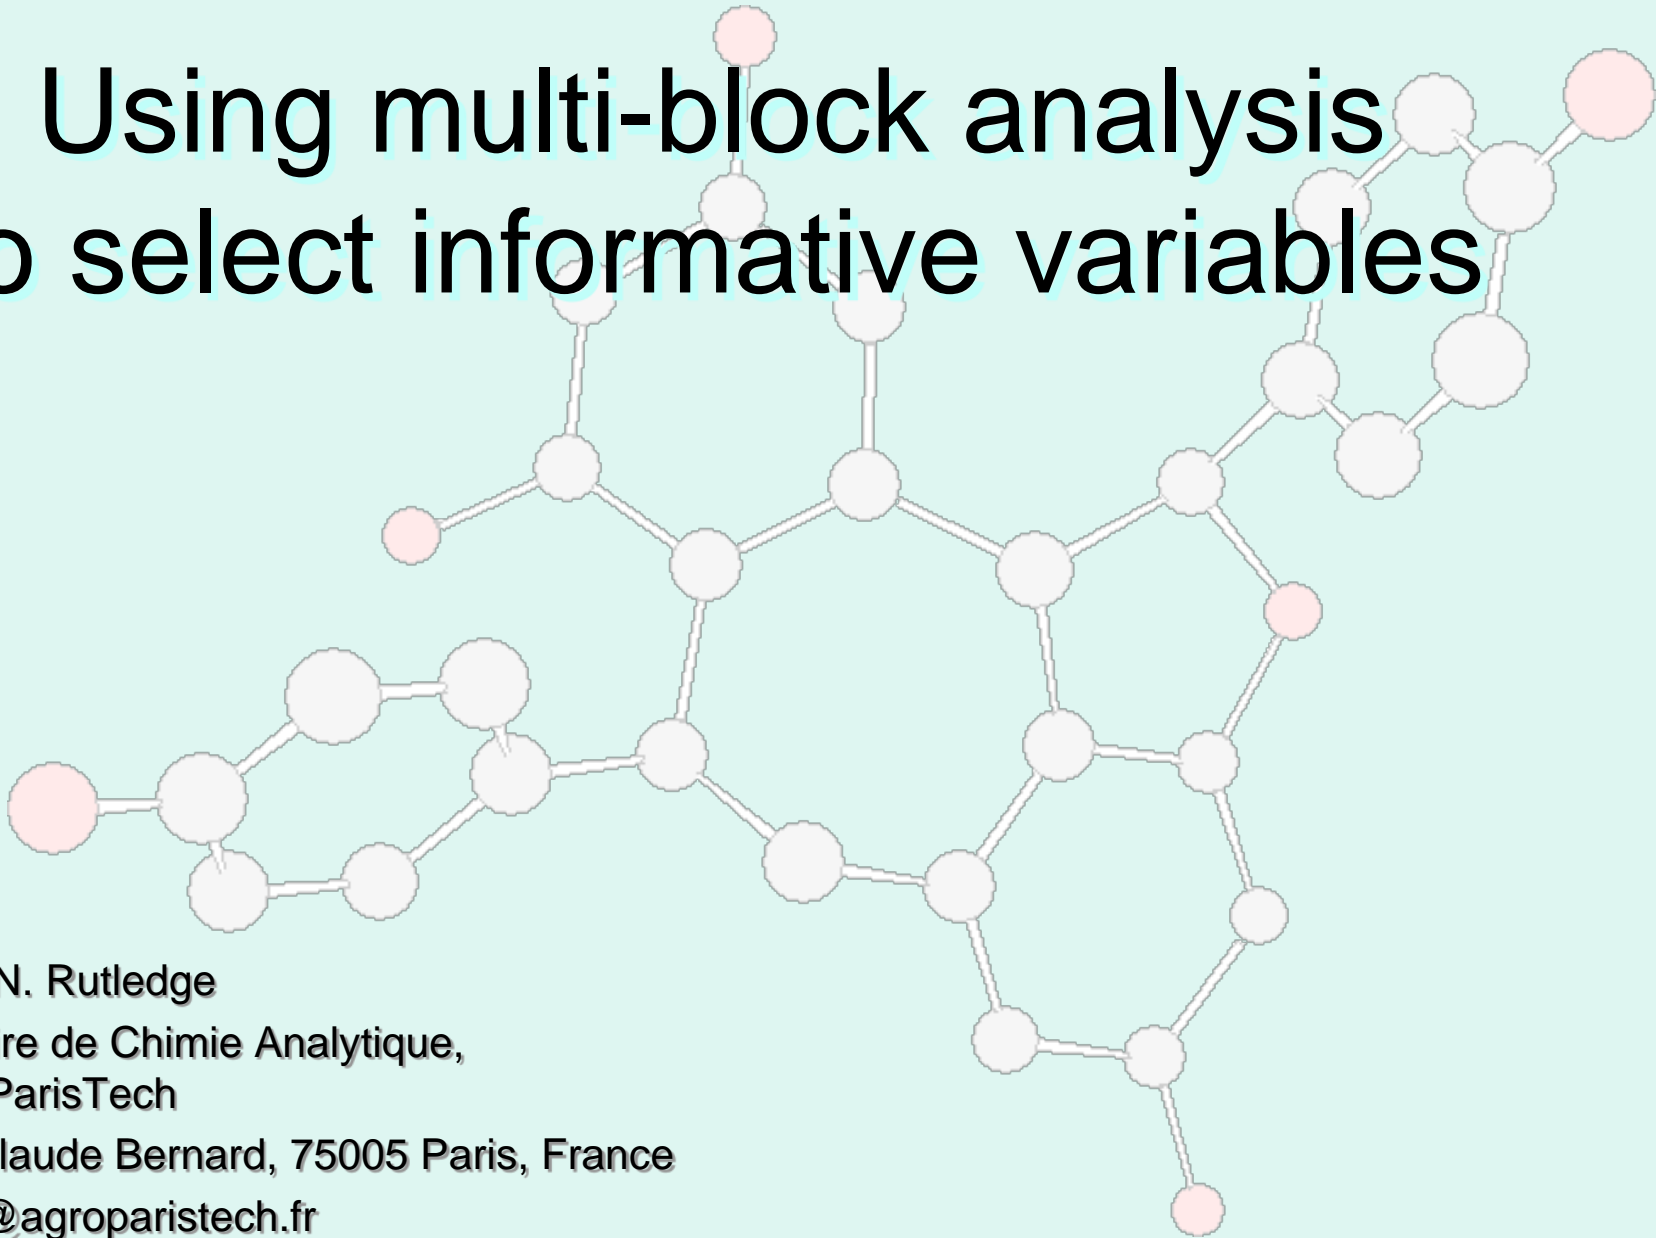 Using multi-block analysis
o select informative variables
N. Rutledge
re de Chimie Analytique,
ParisTech
laude Bernard, 75005 Paris, France
@agroparistech.fr